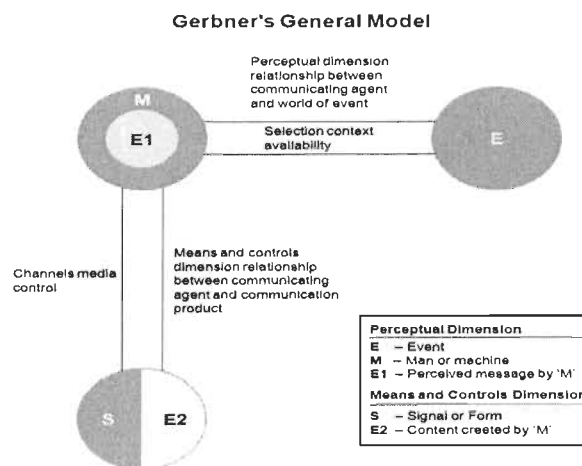 Gerbner's General Model
Perceptual dimension
relationship between
communicating agent
and world of event
M
E1
Selection context
availability
E
Channels media
control
Means and controls
dimension relationship
between communicating
agent and communication
product
S
E2
Perceptual Dimension
E – Event
M – Man or machine
E1 – Perceived message by 'M'
Means and Controls Dimension
S – Signal or Form
E2 – Content created by 'M'